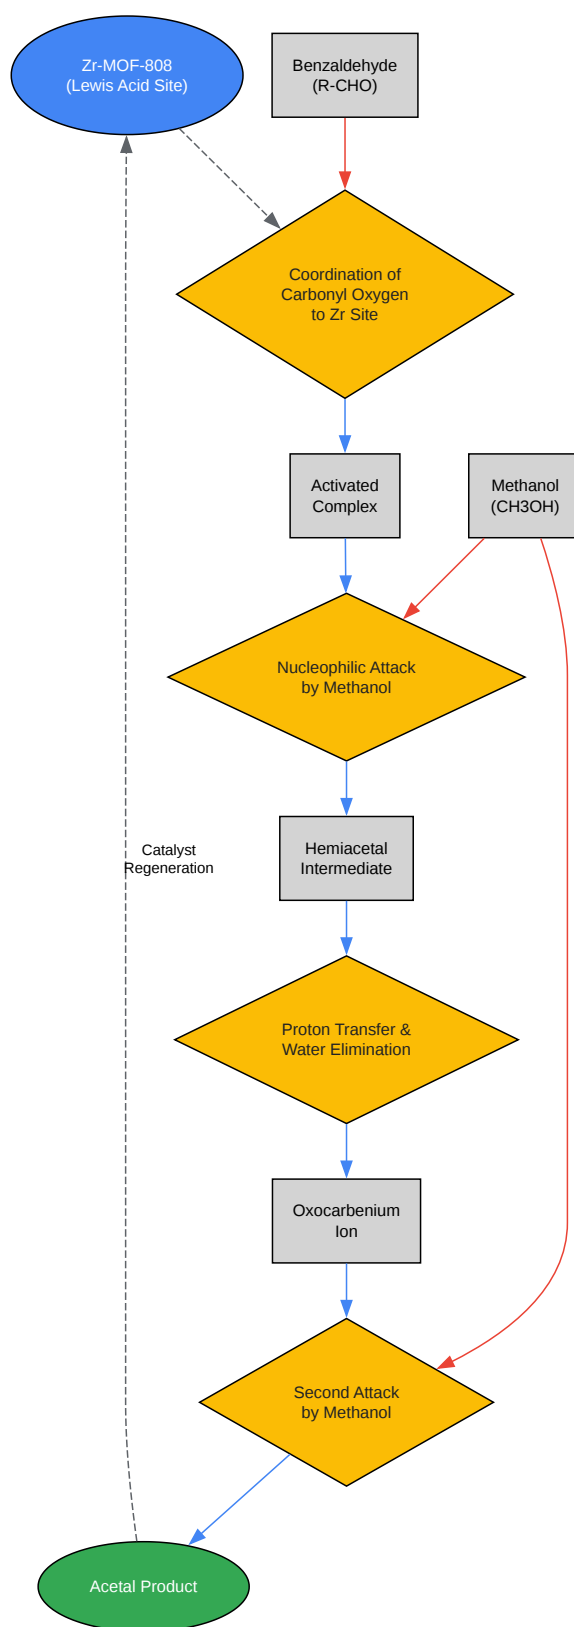 Zr-MOF-808
(Lewis Acid Site)
Benzaldehyde
(R-CHO)
Coordination of
Carbonyl Oxygen
to Zr Site
Activated
Complex
Methanol
(CH3OH)
Nucleophilic Attack
by Methanol
Hemiacetal
Intermediate
Catalyst
Regeneration
Proton Transfer &
Water Elimination
Oxocarbenium
Ion
Second Attack
by Methanol
Acetal Product